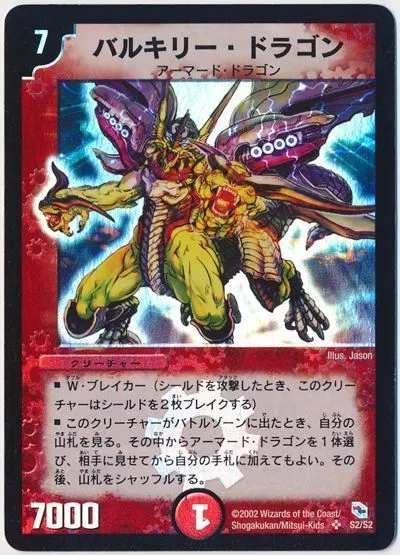 7
バルキリー・ドラゴン
アーマード・ドラゴン
Illus. Jason
クリーチャー
■ W・ブレイカー（シールドを攻撃したとき、このクリー
チャーはシールドを2枚ブレイクする）
■ このクリーチャーがバトルゾーンに出たとき、自分の
山札を見る。その中からアーマード・ドラゴンを1体選
び、相手に見せてから自分の手札に加えてもよい。その
後、山札をシャッフルする。
7000
1
©2002 Wizards of the Coast/
Shogakukan/Mitsui-Kids
S2/S2